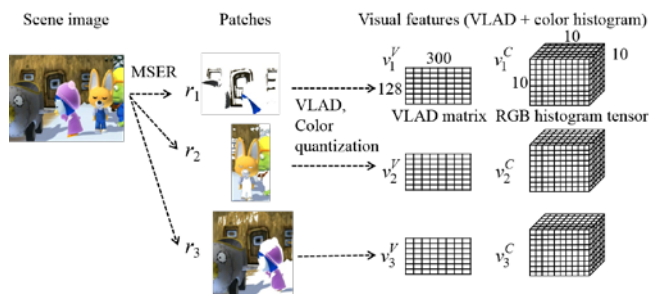 Scene image
Patches
Visual features (VLAD + color histogram)
MSER
r1
r2
r3
VLAD,
Color
quantization
v1V
300
128
v1C
10
10
10
VLAD matrix
RGB histogram tensor
v2V
v2C
v3V
v3C